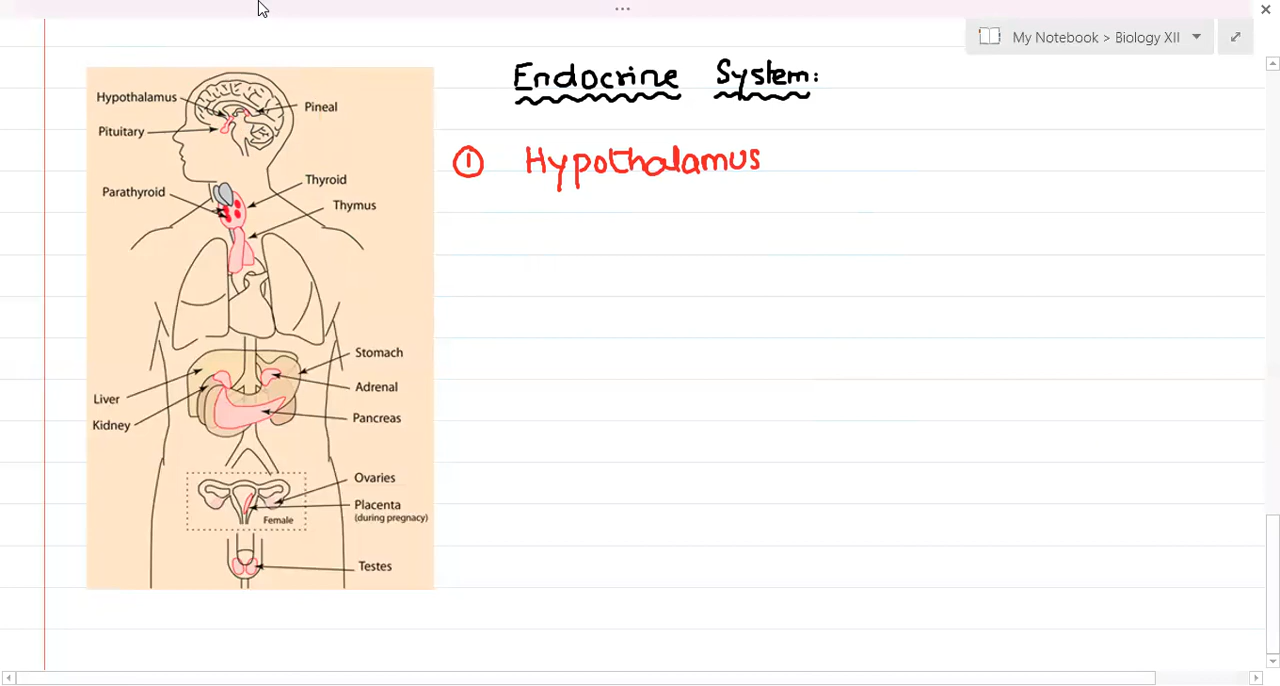 My Notebook > Biology XII
Endocrine System:
① Hypothalamus
Hypothalamus
Pineal
Pituitary
Thyroid
Parathyroid
Thymus
Stomach
Adrenal
Liver
Pancreas
Kidney
Ovaries
Placenta
(during pregnacy)
Female
Testes